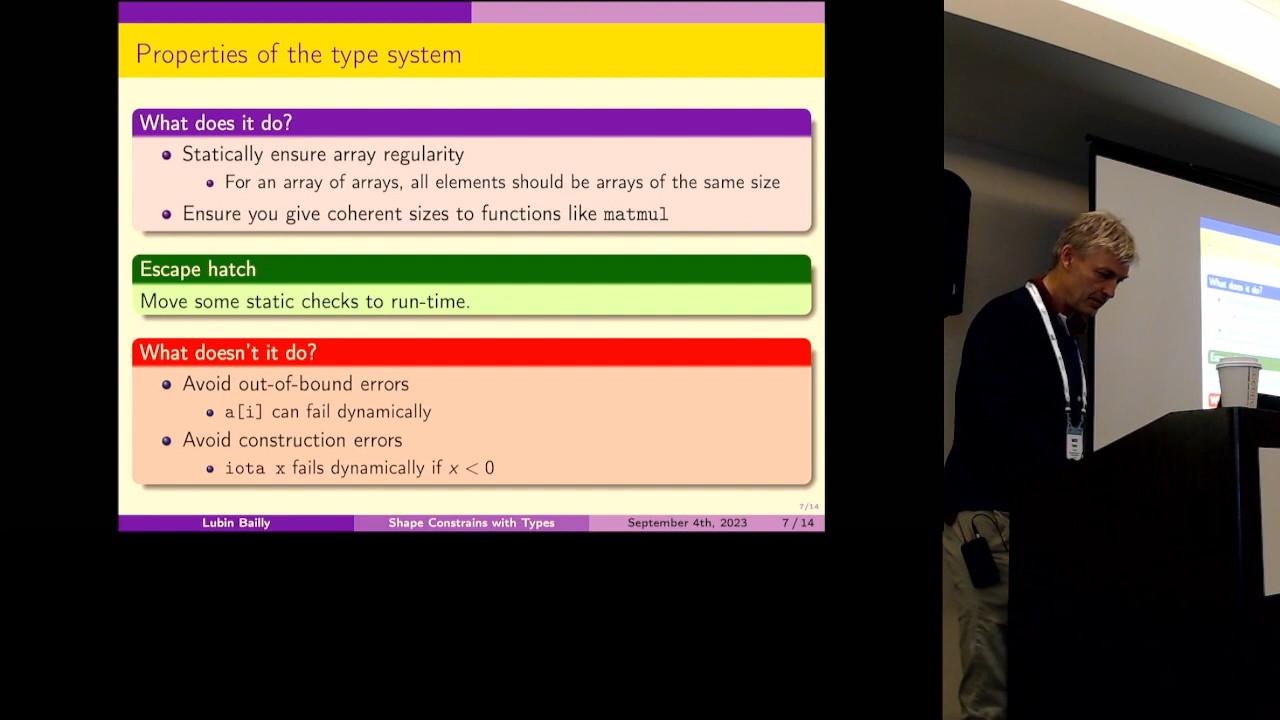 Properties of the type system
What does it do?
Statically ensure array regularity
For an array of arrays, all elements should be arrays of the same size
Ensure you give coherent sizes to functions like matmul
Escape hatch
Move some static checks to run-time.
What doesn't it do?
Avoid out-of-bound errors
a[i] can fail dynamically
Avoid construction errors
iota x fails dynamically if x < 0
7/14
Lubin Bailly Shape Constrains with Types September 4th, 2023 7 / 14
What does it do?